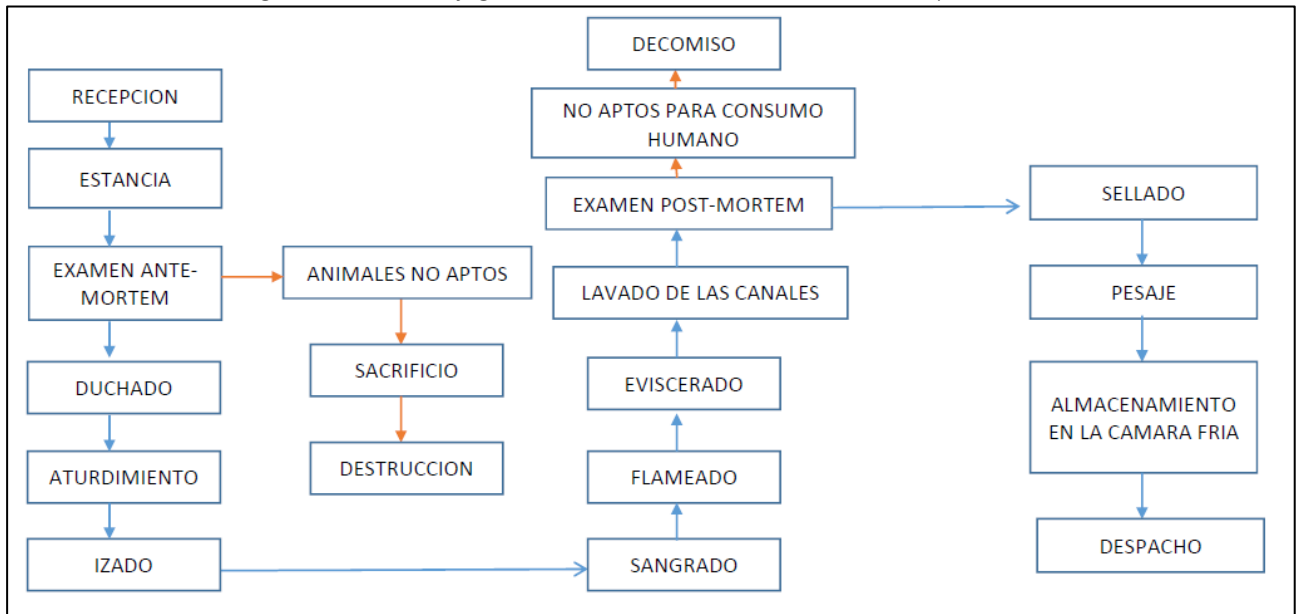 RECEPCION
ESTANCIA
EXAMEN ANTE-
MORTEM
DUCHADO
ATURDIMIENTO
IZADO
ANIMALES NO APTOS
SACRIFICIO
DESTRUCCION
DECOMISO
NO APTOS PARA CONSUMO
HUMANO
EXAMEN POST-MORTEM
LAVADO DE LAS CANALES
EVISCERADO
FLAMEADO
SANGRADO
SELLADO
PESAJE
ALMACENAMIENTO
EN LA CAMARA FRIA
DESPACHO